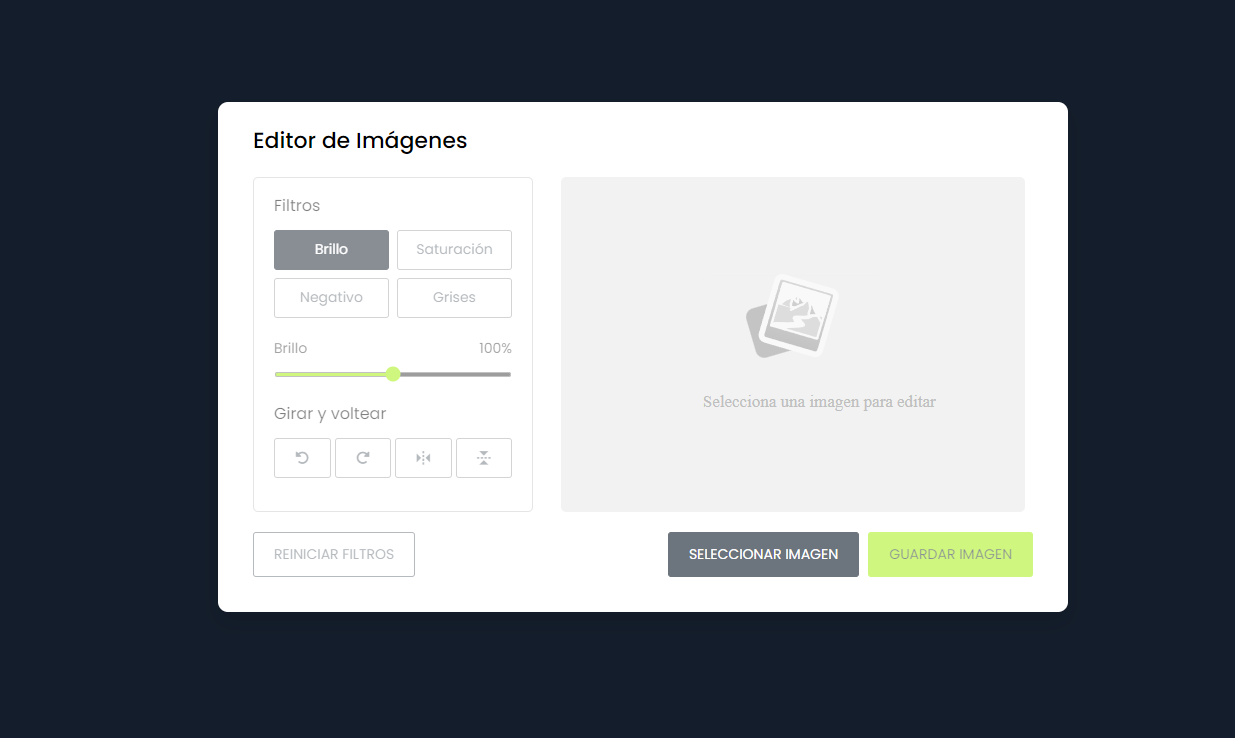 Editor de Imágenes
Filtros
Brillo
Saturación
Negativo
Grises
Brillo
100%
Girar y voltear
Selecciona una imagen para editar
REINICIAR FILTROS
SELECCIONAR IMAGEN
GUARDAR IMAGEN